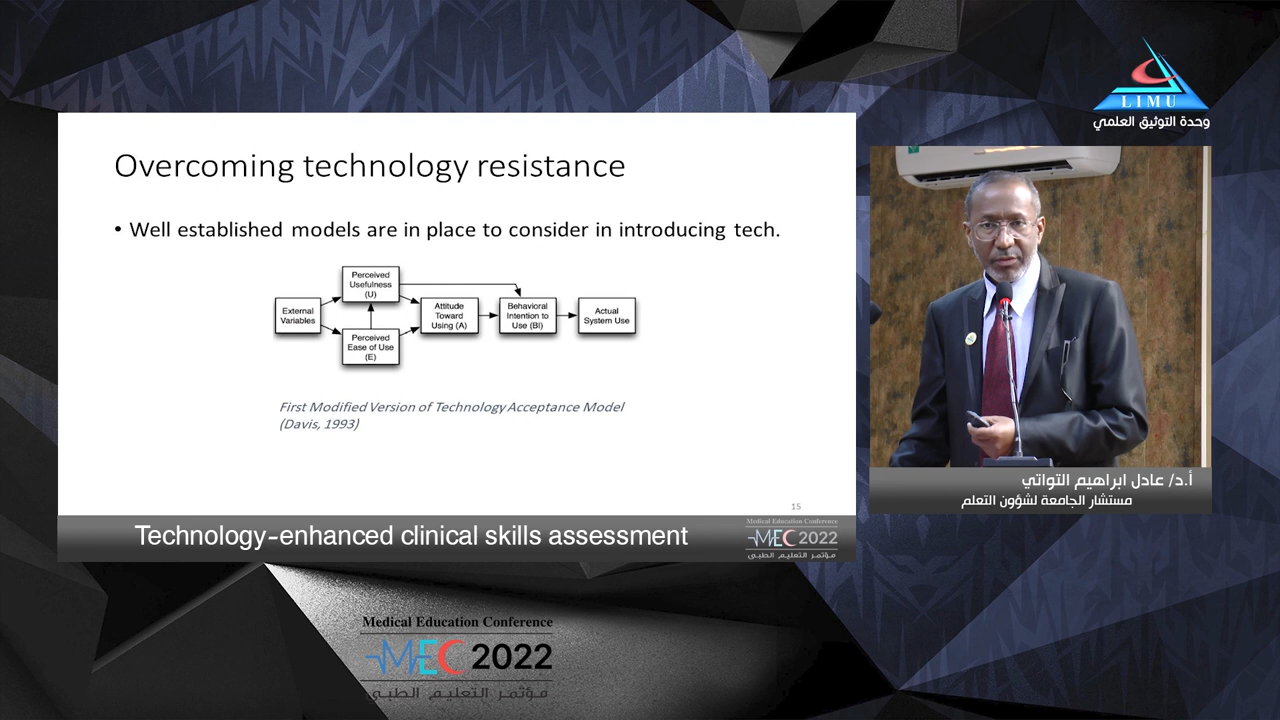 LIMU
وحدة التوثيق العلمي
Overcoming technology resistance
• Well established models are in place to consider in introducing tech.
External
Variables
Perceived
Usefulness
(U)
Perceived
Ease of Use
(E)
Attitude
Toward
Using (A)
Behavioral
Intention to
Use (BI)
Actual
System Use
First Modified Version of Technology Acceptance Model
(Davis, 1993)
15
Technology-enhanced clinical skills assessment
Medical Education Conference
MEC 2022
مؤتمر التعليم الطبي
أ.د/ عادل ابراهيم التواتي
مستشار الجامعة لشؤون التعلم
Medical Education Conference
MEC 2022
مؤتمر التعليم الطبي